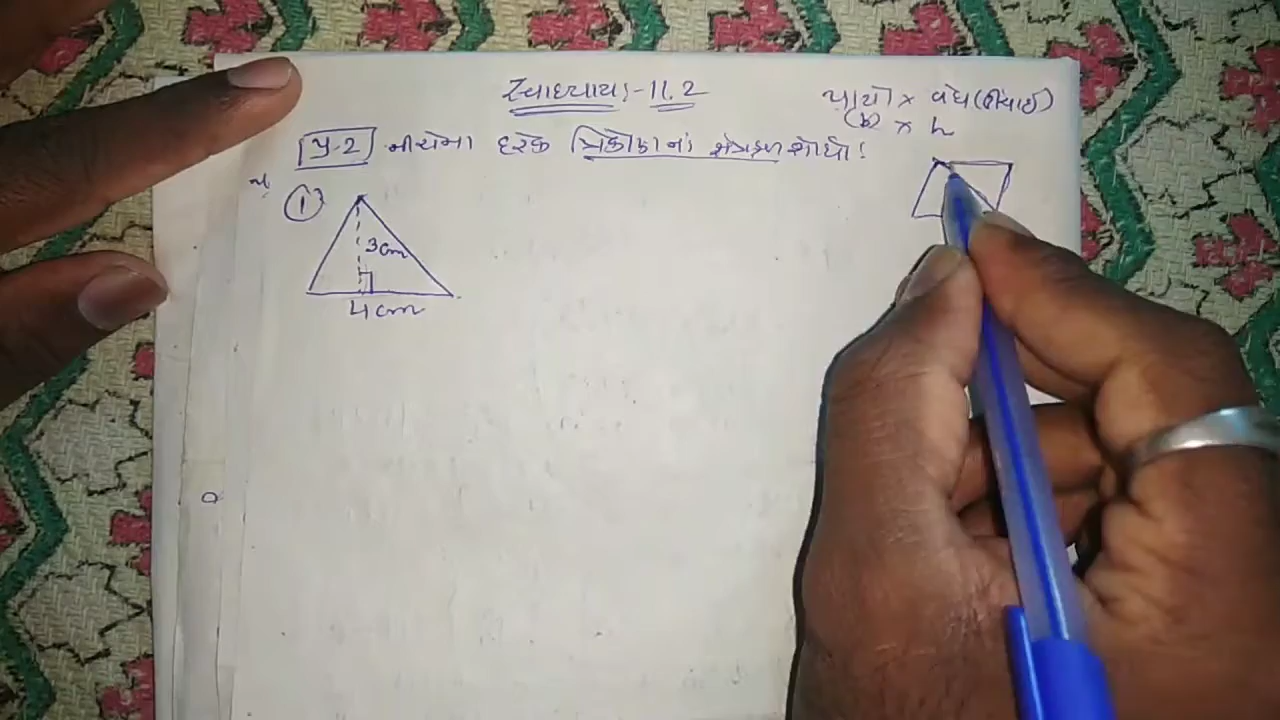 સ્વાધ્યાય :- 11.2
પાયો × વેધ (ઊંચાઈ)
(b) × h
પ્ર-2 નીચેના દરેક ત્રિકોણનાં ક્ષેત્રફળ શોધો :
1
3cm
4cm